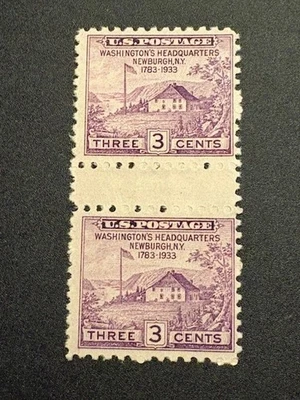 U.S. POSTAGE
WASHINGTON'S HEADQUARTERS
NEWBURGH, N.Y.
1783-1933
THREE 3 CENTS
U.S. POSTAGE
WASHINGTON'S HEADQUARTERS
NEWBURGH, N.Y.
1783-1933
THREE 3 CENTS